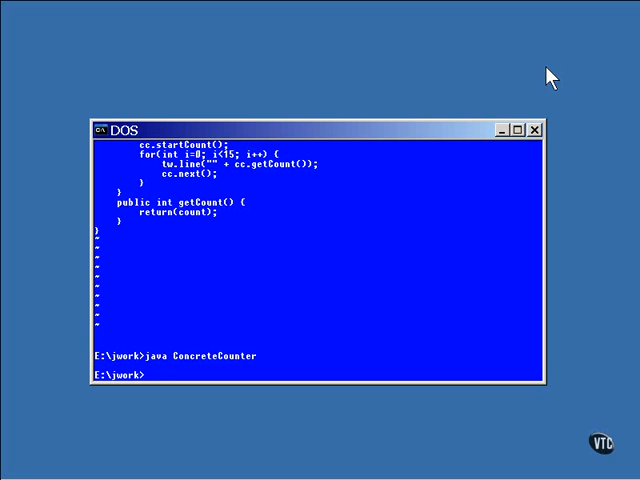 DOS
cc.startCount();
for(int i=0; i<15; i++) {
tw.line("" + cc.getCount());
cc.next();
}
}
public int getCount() {
return(count);
}
}
~
~
~
~
~
~
~
~
~
~
E:\jwork>java ConcreteCounter
E:\jwork>
VTC